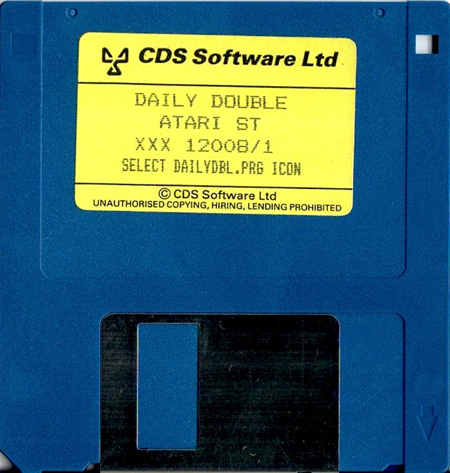 CDS Software Ltd
DAILY DOUBLE
ATARI ST
XXX 12008/1
SELECT DAILYDBL.PRG ICON
© CDS Software Ltd
UNAUTHORISED COPYING, HIRING, LENDING PROHIBITED